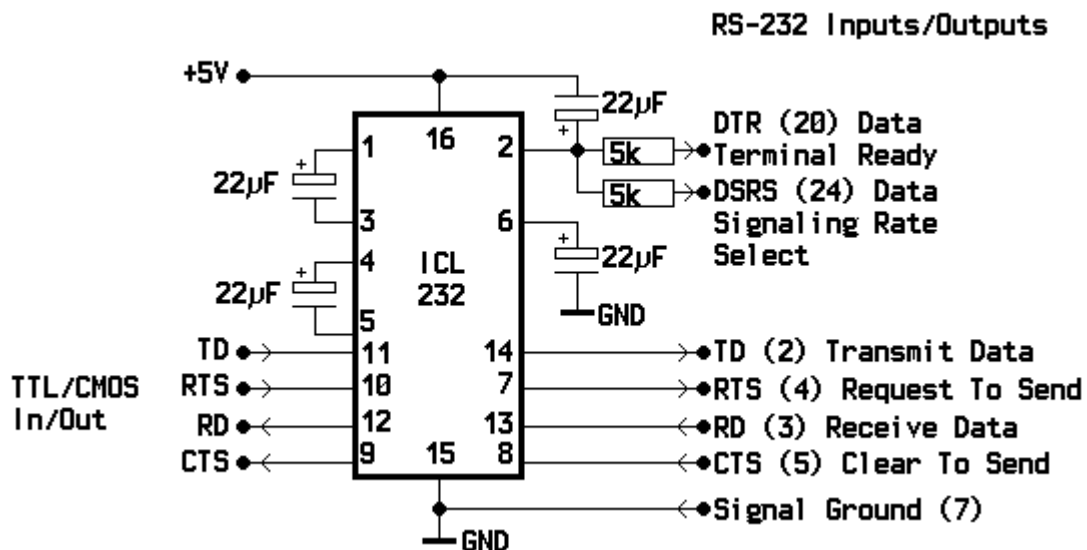 RS-232 Inputs/Outputs
+5V
22µF
16
1
2
+
DTR (20) Data
Terminal Ready
5k
+
22µF
5k
DSRS (24) Data
Signaling Rate
Select
3
6
+
4
ICL
232
22µF
+
22µF
5
GND
TD
11
14
TD (2) Transmit Data
TTL/CMOS
In/Out
RTS
10
7
RTS (4) Request To Send
RD
12
13
RD (3) Receive Data
CTS
9
15
8
CTS (5) Clear To Send
Signal Ground (7)
GND